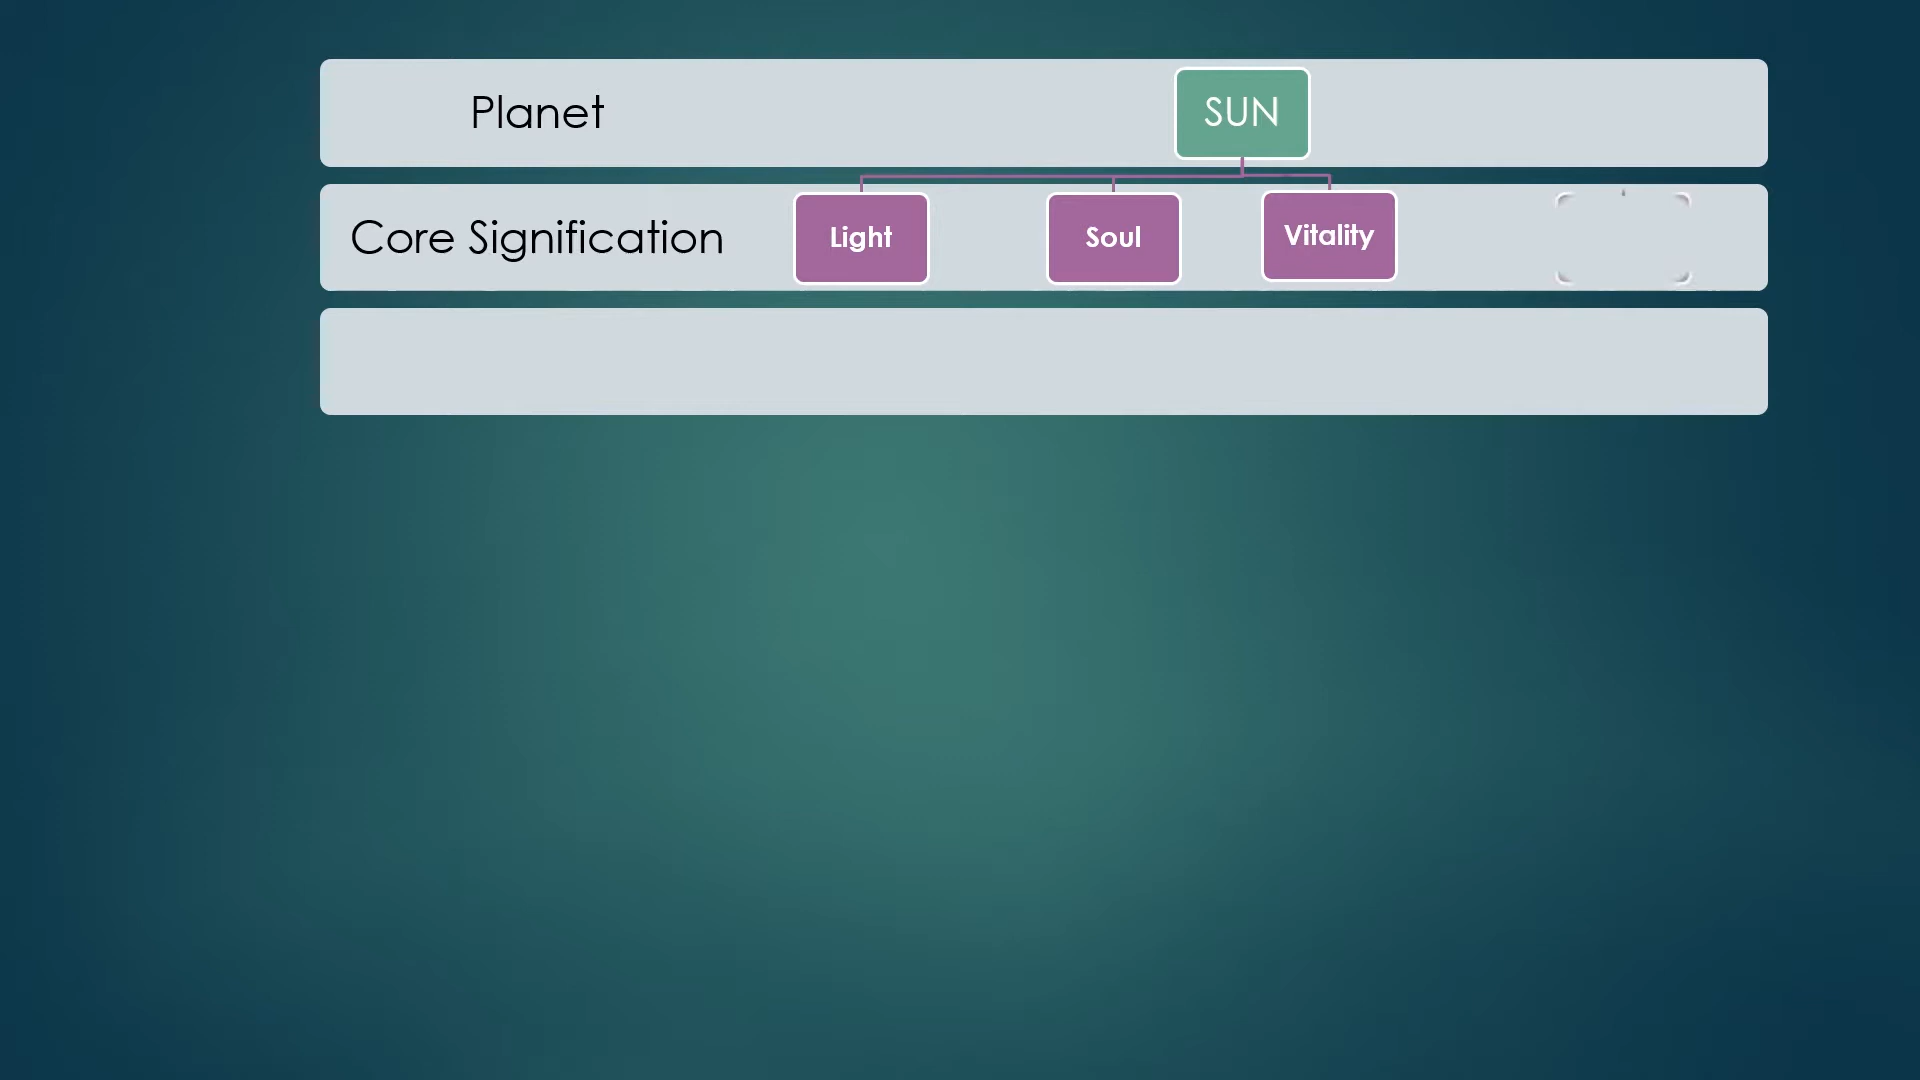 Planet
SUN
Core Signification
Light
Soul
Vitality